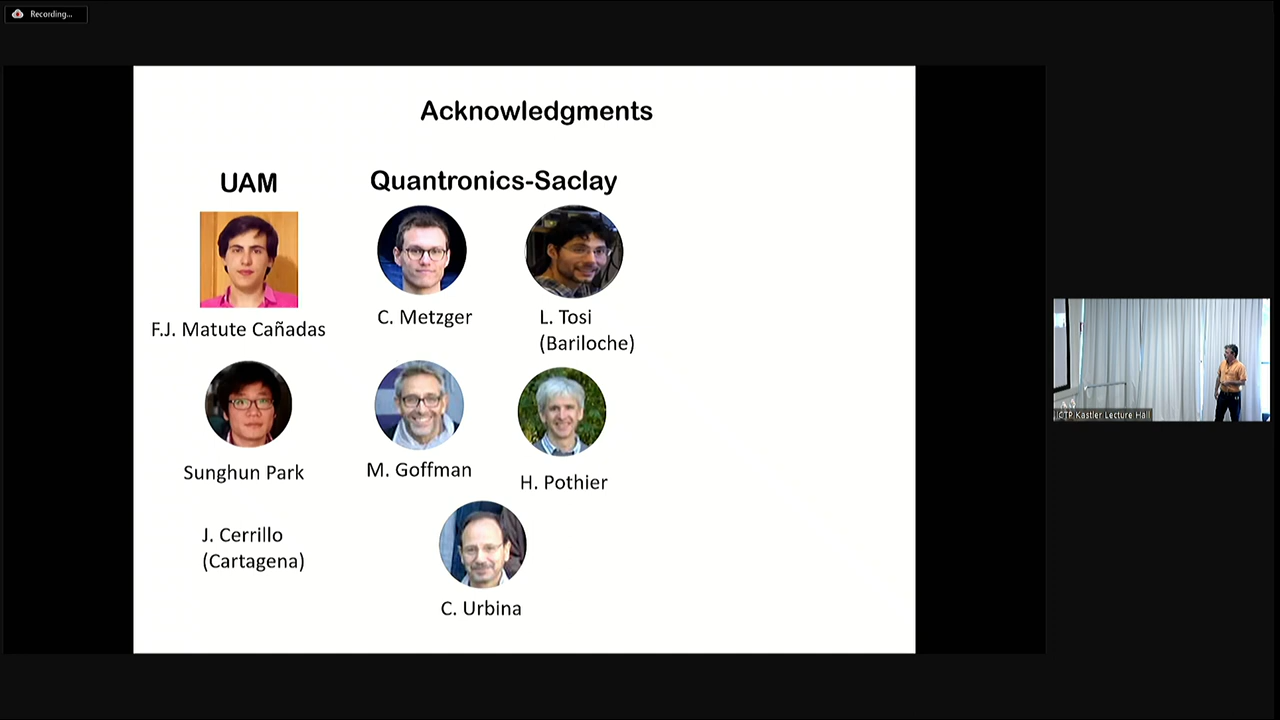 Recording...
Acknowledgments
UAM
Quantronics-Saclay
F.J. Matute Cañadas
C. Metzger
L. Tosi
(Bariloche)
Sunghun Park
M. Goffman
H. Pothier
J. Cerrillo
(Cartagena)
C. Urbina
ICTP Kastler Lecture Hall